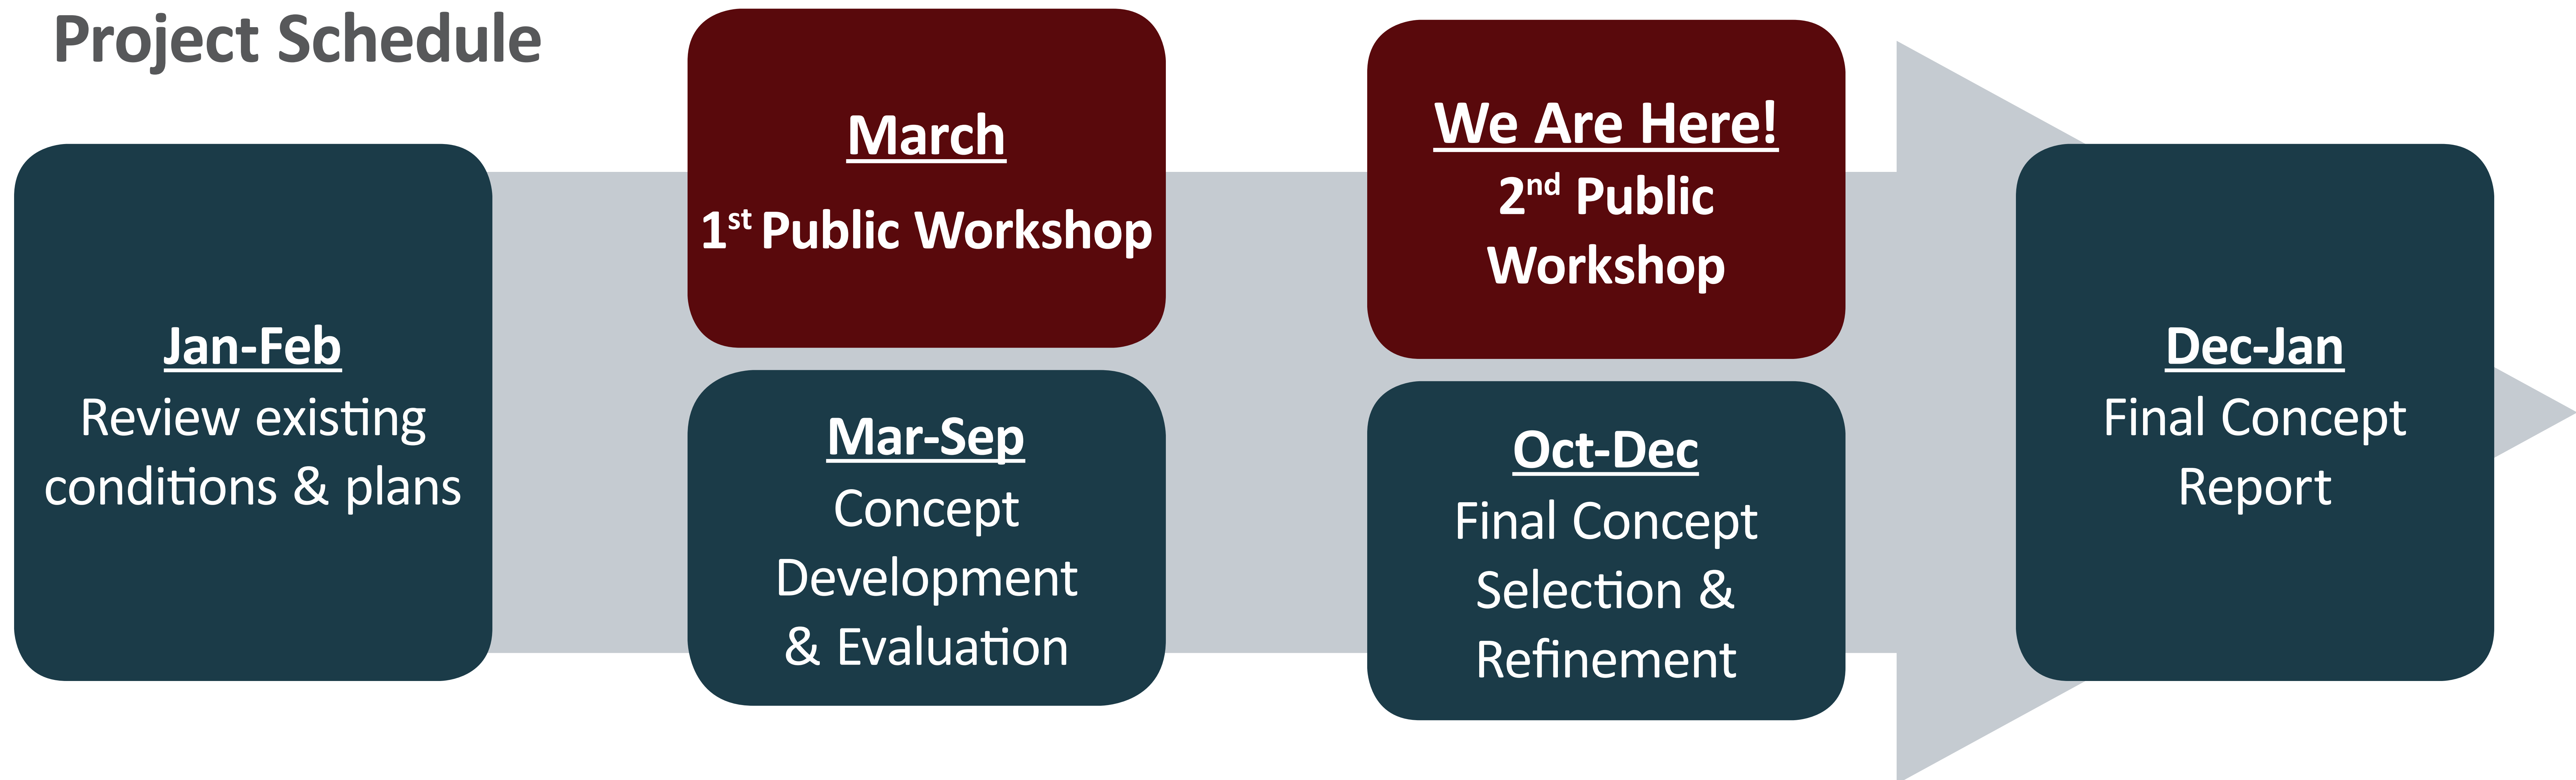 Project Schedule
Jan-Feb
Review existing
conditions & plans
March
1st Public Workshop
Mar-Sep
Concept
Development
& Evaluation
We Are Here!
2nd Public
Workshop
Oct-Dec
Final Concept
Selection &
Refinement
Dec-Jan
Final Concept
Report